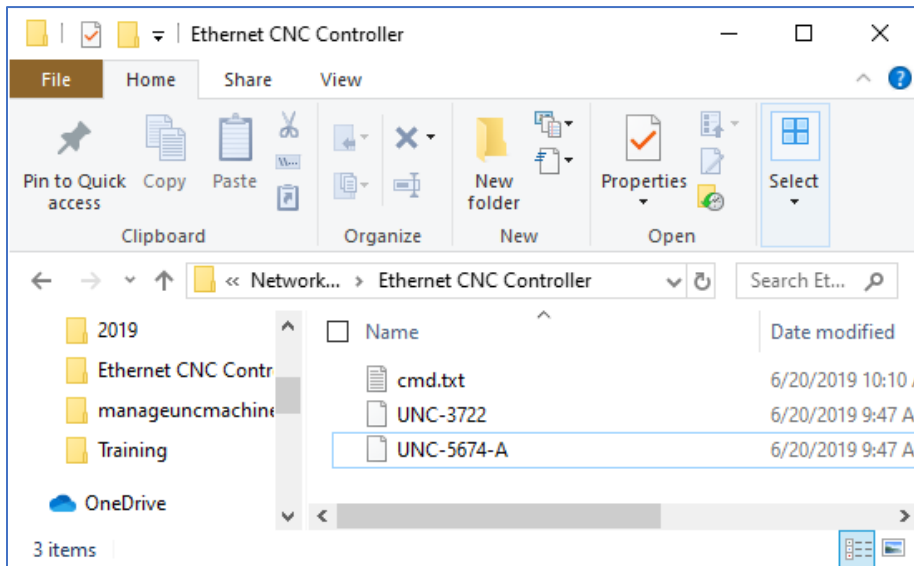 Ethernet CNC Controller
File Home Share View
Pin to Quick access
Copy
Paste
New folder
Properties
Select
Clipboard Organize New Open
« Network... > Ethernet CNC Controller
Search Et...
2019
Ethernet CNC Contr
manageuncmachine
Training
OneDrive
Name Date modified
cmd.txt 6/20/2019 10:10
UNC-3722 6/20/2019 9:47 A
UNC-5674-A 6/20/2019 9:47 A
3 items